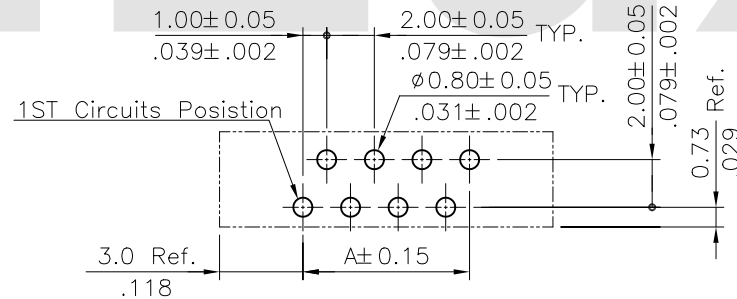 1.00±0.05
.039±.002
2.00±0.05
.079±.002
TYP.
ø0.80±0.05
.031±.002
TYP.
2.00±0.05
.079±.002
0.73 Ref.
.029
1ST Circuits Posistion
3.0 Ref.
.118
A±0.15